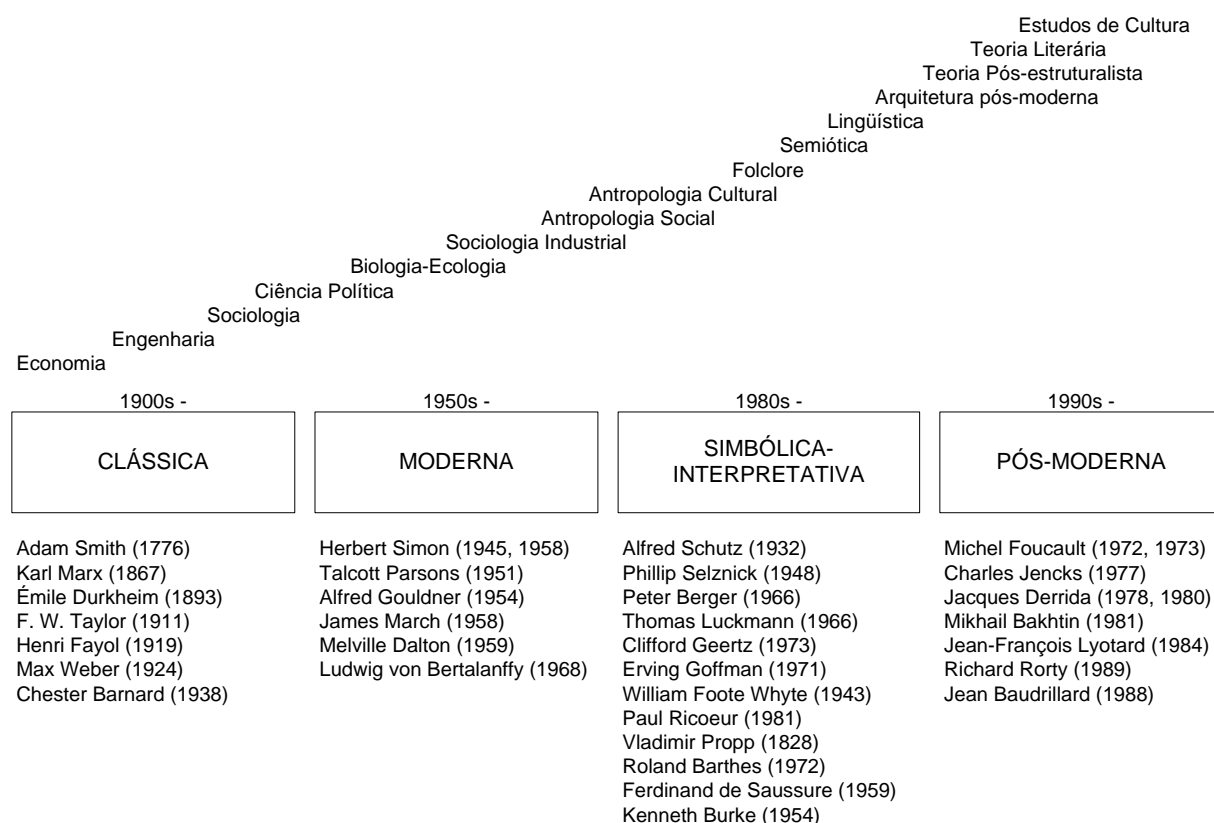 Estudos de Cultura
Teoria Literária
Teoria Pós-estruturalista
Arquitetura pós-moderna
Lingüística
Semiótica
Folclore
Antropologia Cultural
Antropologia Social
Sociologia Industrial
Biologia-Ecologia
Ciência Política
Sociologia
Engenharia
Economia
1900s -
CLÁSSICA
Adam Smith (1776)
Karl Marx (1867)
Émile Durkheim (1893)
F. W. Taylor (1911)
Henri Fayol (1919)
Max Weber (1924)
Chester Barnard (1938)
1950s -
MODERNA
Herbert Simon (1945, 1958)
Talcott Parsons (1951)
Alfred Gouldner (1954)
James March (1958)
Melville Dalton (1959)
Ludwig von Bertalanffy (1968)
1980s -
SIMBÓLICA-
INTERPRETATIVA
Alfred Schutz (1932)
Phillip Selznick (1948)
Peter Berger (1966)
Thomas Luckmann (1966)
Clifford Geertz (1973)
Erving Goffman (1971)
William Foote Whyte (1943)
Paul Ricoeur (1981)
Vladimir Propp (1828)
Roland Barthes (1972)
Ferdinand de Saussure (1959)
Kenneth Burke (1954)
1990s -
PÓS-MODERNA
Michel Foucault (1972, 1973)
Charles Jencks (1977)
Jacques Derrida (1978, 1980)
Mikhail Bakhtin (1981)
Jean-François Lyotard (1984)
Richard Rorty (1989)
Jean Baudrillard (1988)